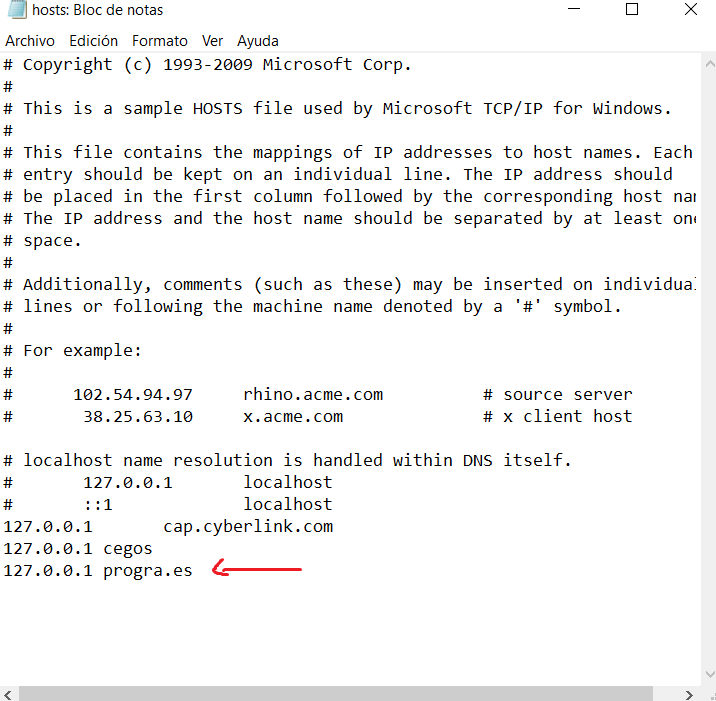 hosts: Bloc de notas
Archivo Edición Formato Ver Ayuda
# Copyright (c) 1993-2009 Microsoft Corp.
#
# This is a sample HOSTS file used by Microsoft TCP/IP for Windows.
#
# This file contains the mappings of IP addresses to host names. Each
# entry should be kept on an individual line. The IP address should
# be placed in the first column followed by the corresponding host
# The IP address and the host name should be separated by at least
# space.
#
# Additionally, comments (such as these) may be inserted on
# lines or following the machine name denoted by a '#' symbol.
#
# For example:
#
#      102.54.94.97     rhino.acme.com          # source server
#       38.25.63.10     x.acme.com              # x client host
# localhost name resolution is handled within DNS itself.
#       127.0.0.1       localhost
#       ::1             localhost
127.0.0.1       cap.cyberlink.com
127.0.0.1 cegos
127.0.0.1 progra.es